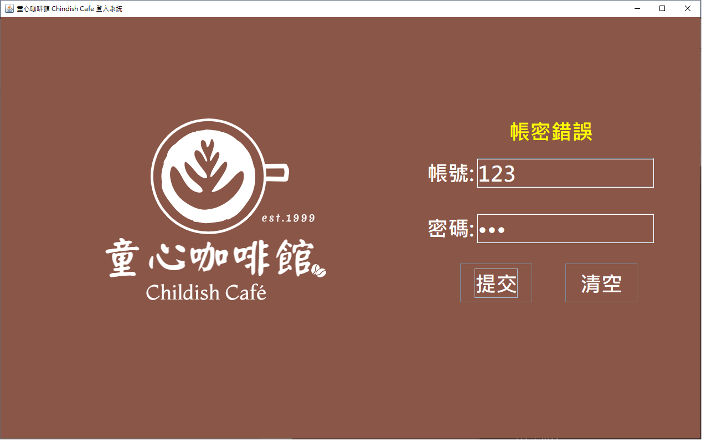 童心咖啡館 Chindish Cafe 登入系統
帳密錯誤
帳號: 123
密碼: •••
提交 清空
est.1999
童心咖啡館
Childish Café